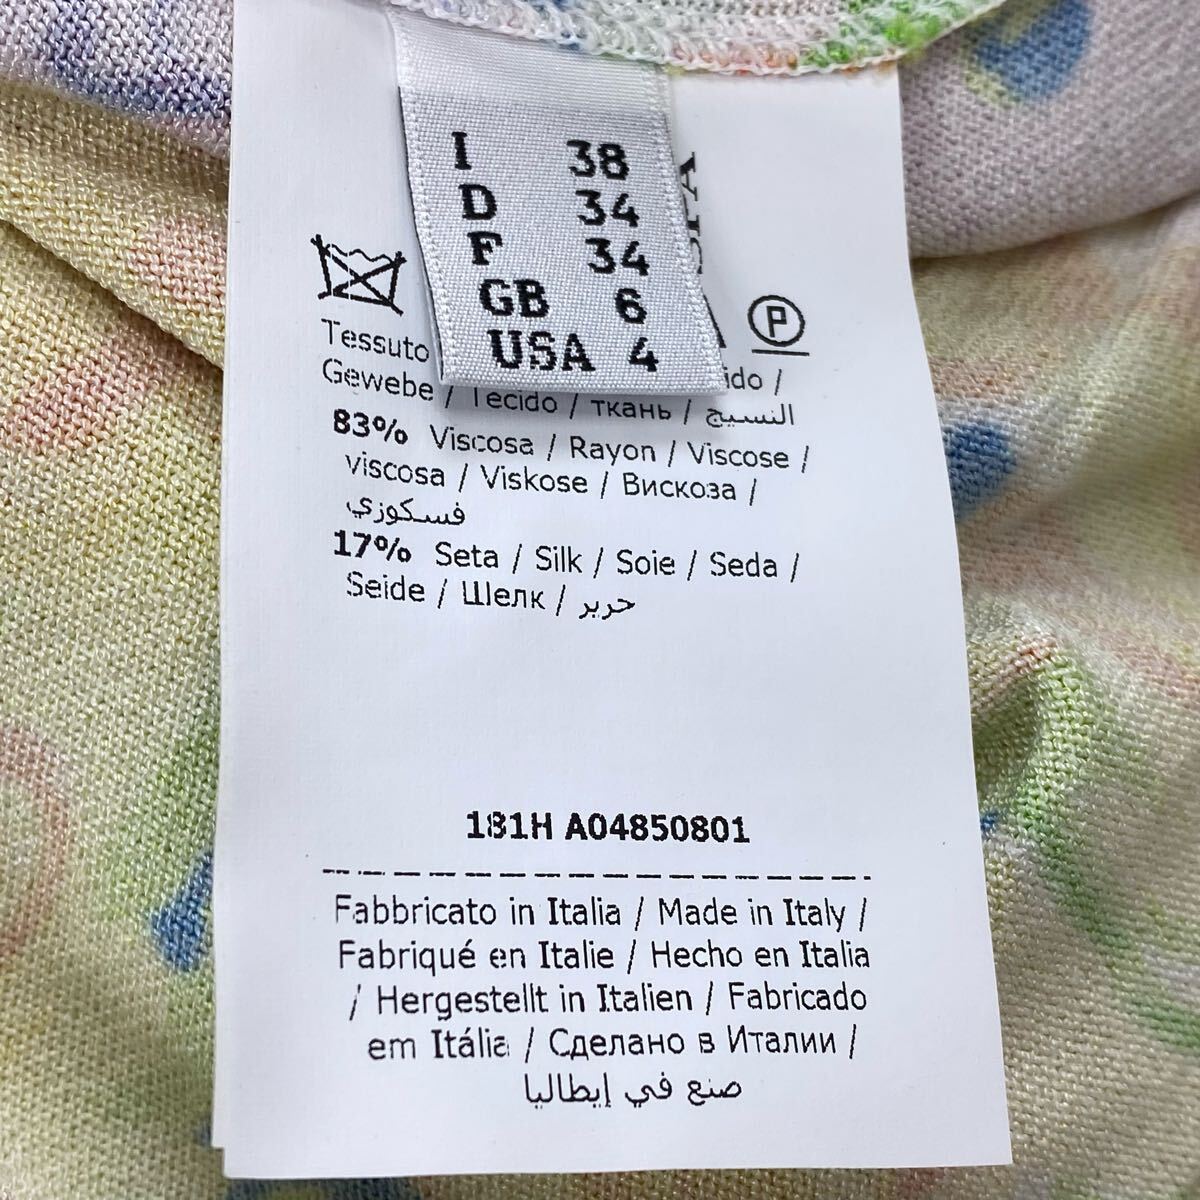 I 38
D 34
F 34
GB 6
USA 4
P
Tessuto
ido /
Gewebe / Tecido / ткань / النسيج
83% Viscosa / Rayon / Viscose /
viscosa / Viskose / Вискоза /
فسكوزي
17% Seta / Silk / Soie / Seda /
Seide / Шелк / حرير
181H A04850801
Fabbricato in Italia / Made in Italy /
Fabriqué en Italie / Hecho en Italia
/ Hergestellt in Italien / Fabricado
em Itália / Сделано в Италии /
صنع في إيطاليا